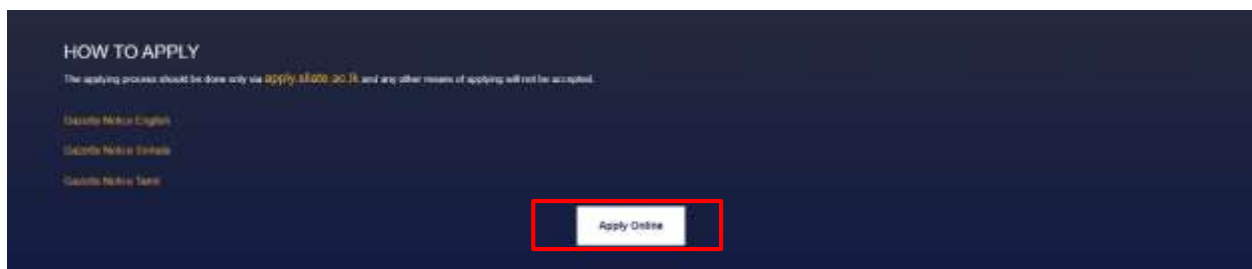 HOW TO APPLY
The applying process should be done only via apply.sliate.ac.lk and any other means of applying will not be accepted.
Gazette Notice English
Gazette Notice Sinhala
Gazette Notice Tamil
Apply Online